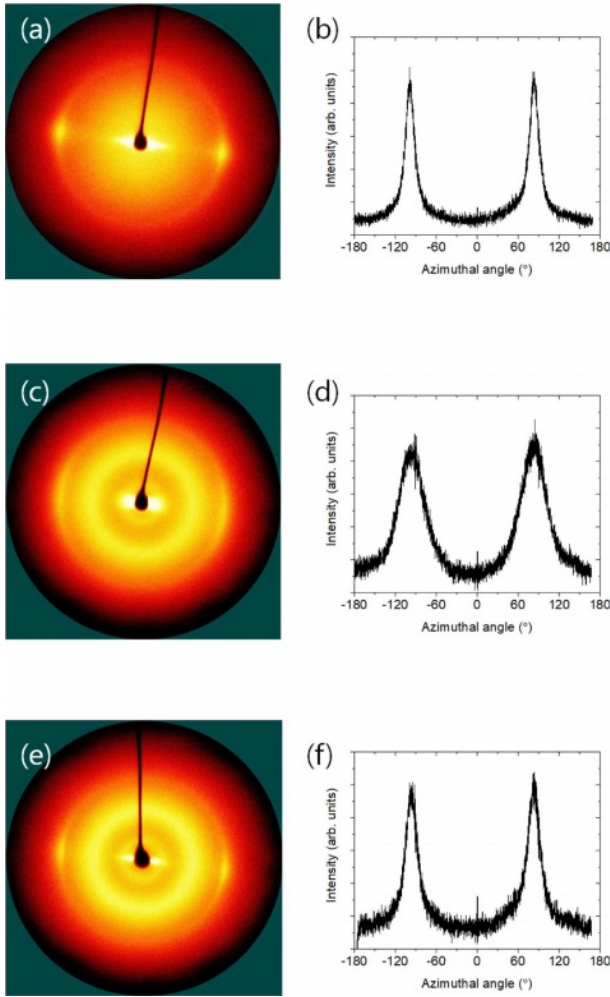 (a)
(b)
Intensity (arb. units)
-180 -120 -60 0 60 120 180
Azimuthal angle (°)
(c)
(d)
Intensity (arb. units)
-180 -120 -60 0 60 120 180
Azimuthal angle (°)
(e)
(f)
Intensity (arb. units)
-180 -120 -60 0 60 120 180
Azimuthal angle (°)